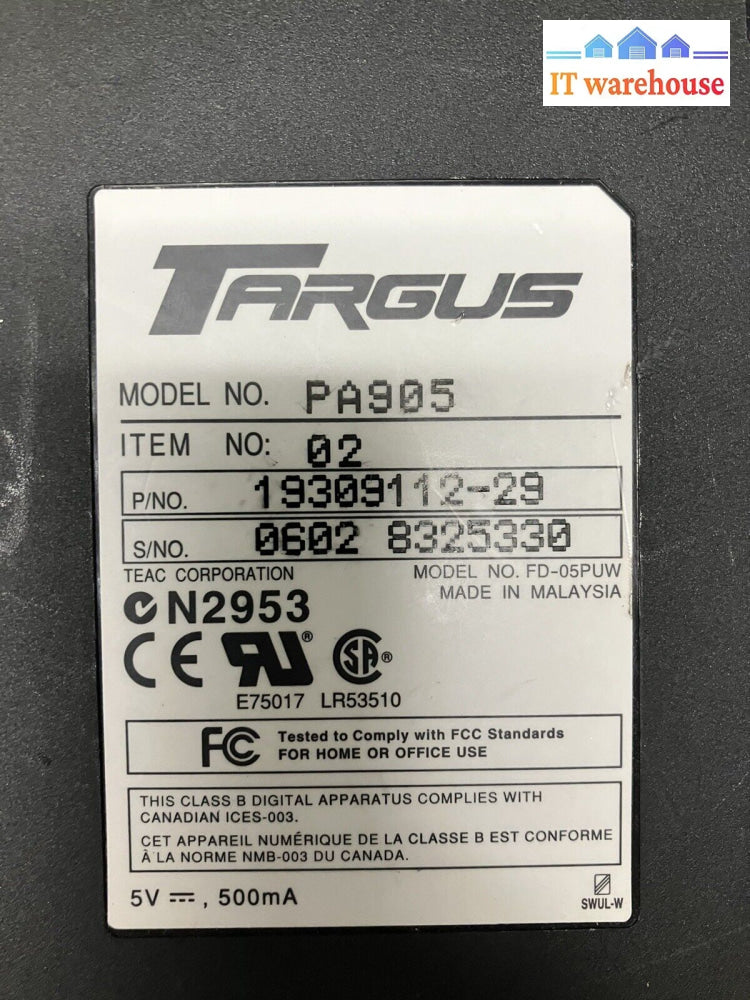 IT warehouse
TARGUS
MODEL NO. PA905
ITEM NO: 02
P/NO. 19309112-29
S/NO. 0602 8325330
TEAC CORPORATION MODEL NO. FD-05PUW
N2953 MADE IN MALAYSIA
CE RU® SA®
E75017 LR53510
FC Tested to Comply with FCC Standards
FOR HOME OR OFFICE USE
THIS CLASS B DIGITAL APPARATUS COMPLIES WITH
CANADIAN ICES-003.
CET APPAREIL NUMÉRIQUE DE LA CLASSE B EST CONFORME
À LA NORME NMB-003 DU CANADA.
5V ⎓, 500mA
SWUL-W